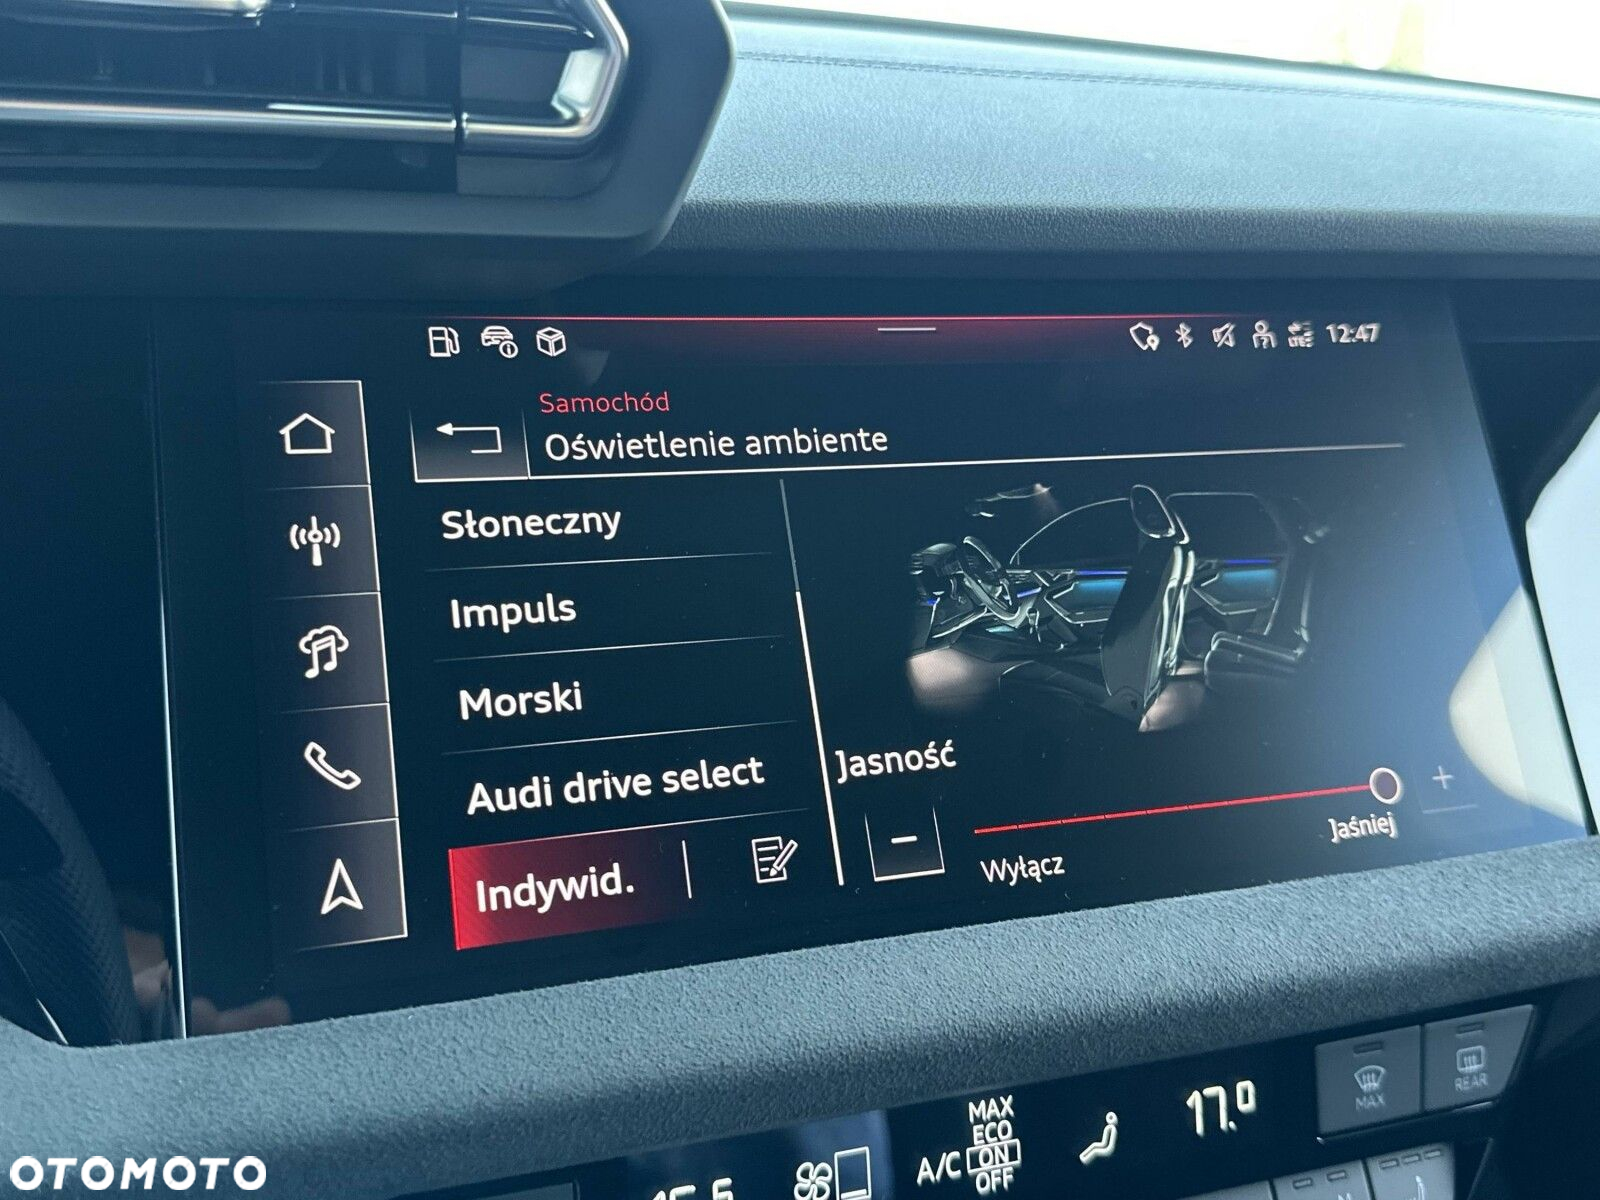 12:47
Samochód
Oświetlenie ambiente
Słoneczny
Impuls
Morski
Audi drive select
Indywid.
Jasność
Wyłącz
Jaśniej
MAX
REAR
17.0
A/C
MAX
ECO
ON
OFF
OTOMOTO